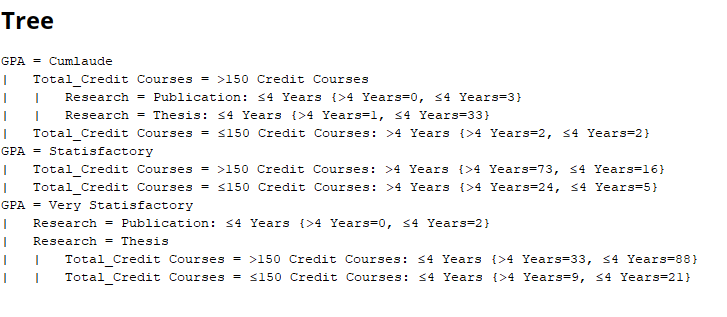 Tree
GPA = Cumlaude
|   Total_Credit Courses = >150 Credit Courses
|   |   Research = Publication: ≤4 Years {>4 Years=0, ≤4 Years=3}
|   |   Research = Thesis: ≤4 Years {>4 Years=1, ≤4 Years=33}
|   Total_Credit Courses = ≤150 Credit Courses: >4 Years {>4 Years=2, ≤4 Years=2}
GPA = Statisfactory
|   Total_Credit Courses = >150 Credit Courses: >4 Years {>4 Years=73, ≤4 Years=16}
|   Total_Credit Courses = ≤150 Credit Courses: >4 Years {>4 Years=24, ≤4 Years=5}
GPA = Very Statisfactory
|   Research = Publication: ≤4 Years {>4 Years=0, ≤4 Years=2}
|   Research = Thesis
|   |   Total_Credit Courses = >150 Credit Courses: ≤4 Years {>4 Years=33, ≤4 Years=88}
|   |   Total_Credit Courses = ≤150 Credit Courses: ≤4 Years {>4 Years=9, ≤4 Years=21}